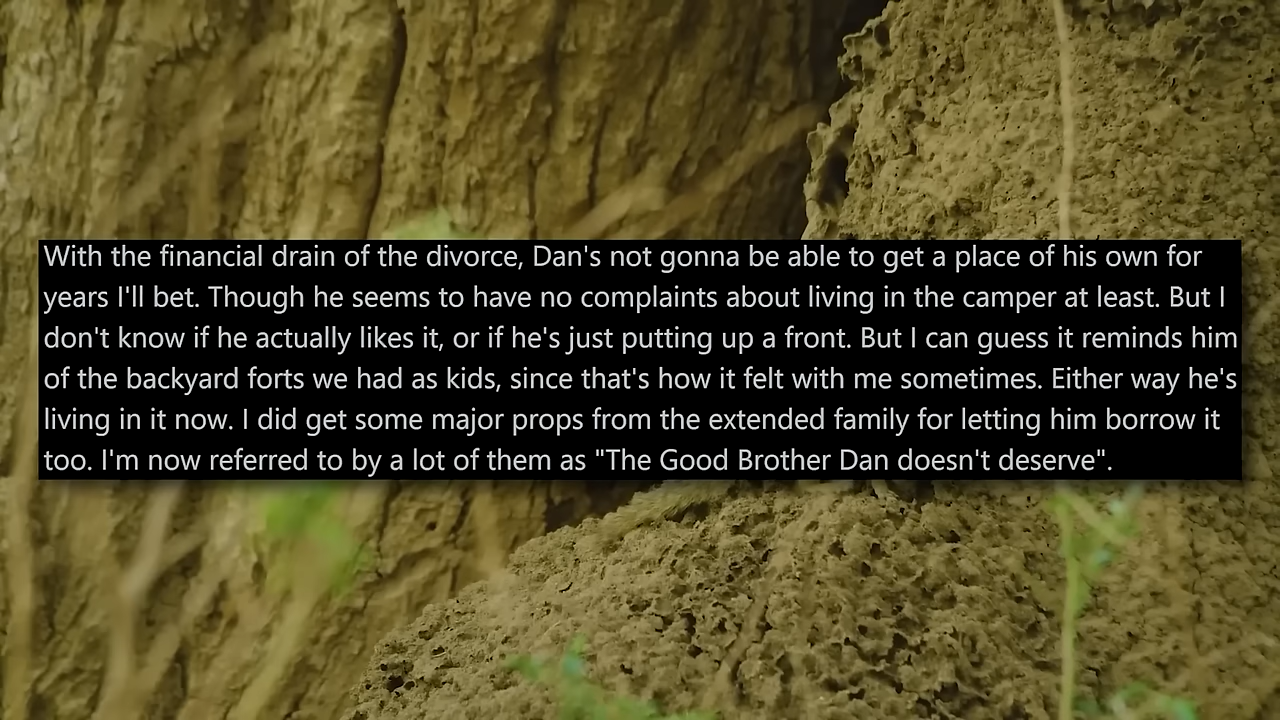 With the financial drain of the divorce, Dan's not gonna be able to get a place of his own for
years I'll bet. Though he seems to have no complaints about living in the camper at least. But I
don't know if he actually likes it, or if he's just putting up a front. But I can guess it reminds him
of the backyard forts we had as kids, since that's how it felt with me sometimes. Either way he's
living in it now. I did get some major props from the extended family for letting him borrow it
too. I'm now referred to by a lot of them as "The Good Brother Dan doesn't deserve".